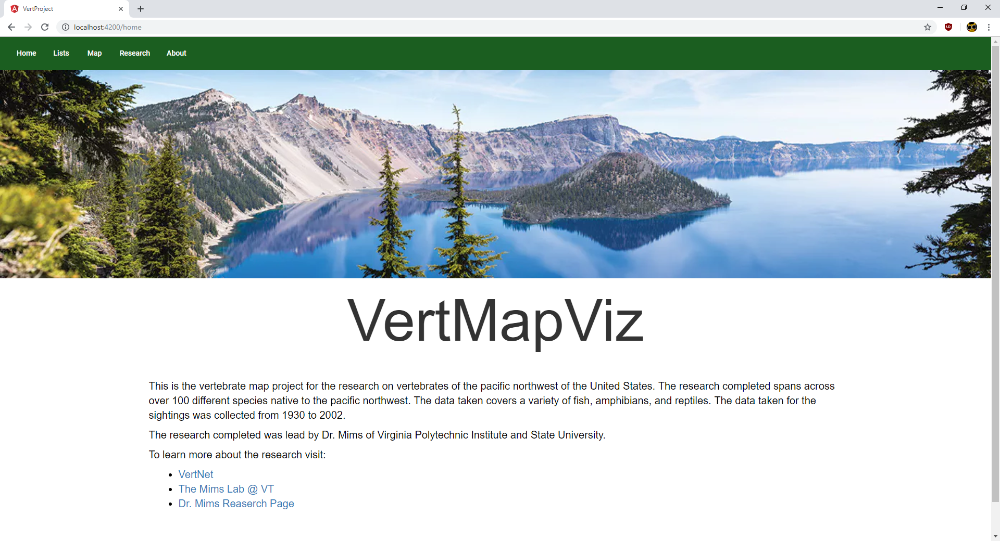 VertProject
localhost:4200/home
Home Lists Map Research About
VertMapViz
This is the vertebrate map project for the research on vertebrates of the pacific northwest of the United States. The research completed spans across
over 100 different species native to the pacific northwest. The data taken covers a variety of fish, amphibians, and reptiles. The data taken for the
sightings was collected from 1930 to 2002.
The research completed was lead by Dr. Mims of Virginia Polytechnic Institute and State University.
To learn more about the research visit:
• VertNet
• The Mims Lab @ VT
• Dr. Mims Reaserch Page